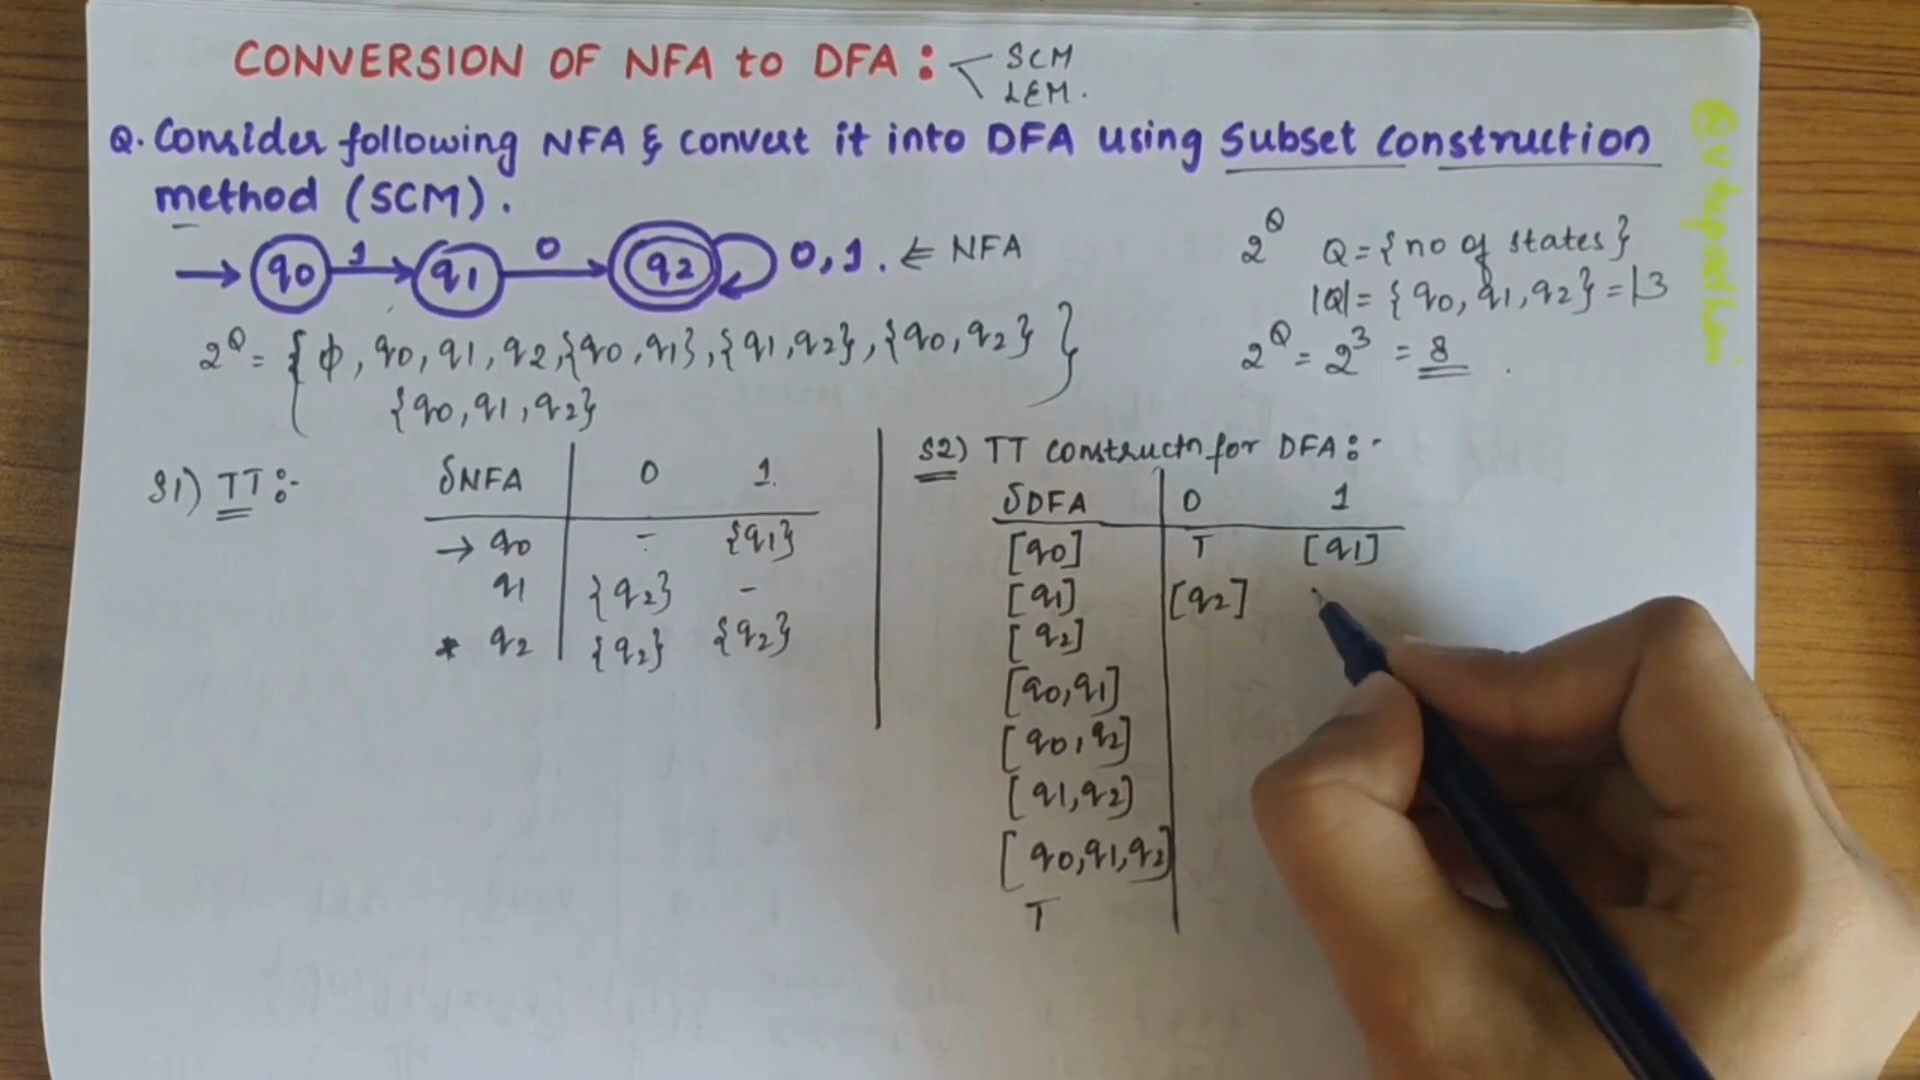 CONVERSION OF NFA to DFA :
SCM
LEM.
Q. Consider following NFA & convert it into DFA using Subset construction
method (SCM).
→ q0 1 q1 0 q2 0,1. ⇐ NFA
2^Q Q = {no of states}
|Q| = {q0, q1, q2} = |3
2^Q = 2^3 = 8 .
2^Q = { ϕ, q0, q1, q2, {q0, q1}, {q1, q2}, {q0, q2} }
{q0, q1, q2}
S1) TT :-
δNFA 0 1.
→ q0 - {q1}
q1 {q2} -
* q2 {q2} {q2}
S2) TT constructn for DFA :-
δDFA 0 1
[q0] T [q1]
[q1] [q2]
[q2]
[q0, q1]
[q0, q2]
[q1, q2]
[q0, q1, q2]
T
@vtupadhai